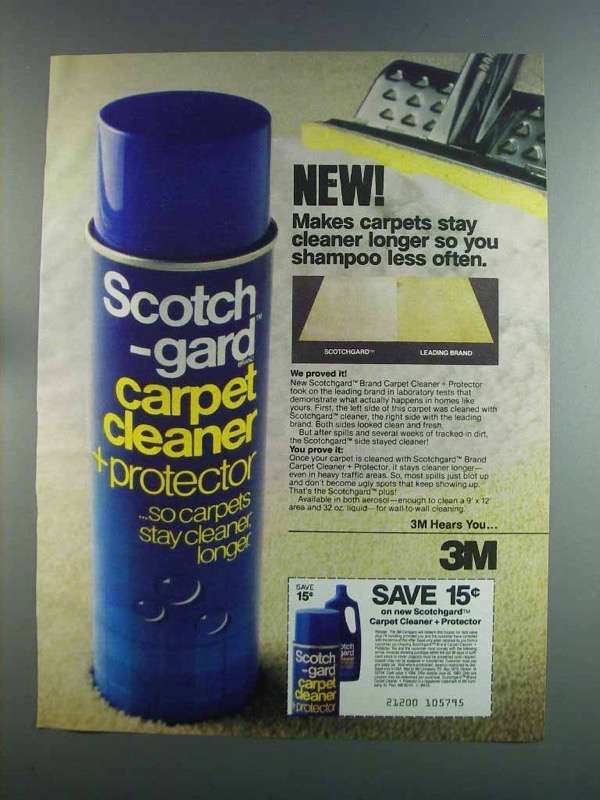 Scotch
-gard™
BRAND
carpet
cleaner
+protector
...so carpets
stay cleaner,
longer.
NEW!
Makes carpets stay
cleaner longer so you
shampoo less often.
SCOTCHGARD™ LEADING BRAND
We proved it!
New Scotchgard™ Brand Carpet Cleaner + Protector
took on the leading brand in laboratory tests that
demonstrate what actually happens in homes like
yours. First, the left side of this carpet was cleaned with
Scotchgard™ cleaner, the right side with the leading
brand. Both sides looked clean and fresh.
But after spills and several weeks of tracked-in dirt,
the Scotchgard™ side stayed cleaner!
You prove it:
Once your carpet is cleaned with Scotchgard™ Brand
Carpet Cleaner + Protector, it stays cleaner longer—
even in heavy traffic areas. So, most spills just blot up
and don't become ugly spots that keep showing up.
That's the Scotchgard™ plus!
Available in both aerosol—enough to clean a 9' x 12'
area and 32 oz. liquid—for wall-to-wall cleaning.
3M Hears You...
3M
SAVE
15¢
SAVE 15¢
on new Scotchgard™
Carpet Cleaner + Protector
Scotch
-gard
carpet
cleaner
+protector
21200 105795